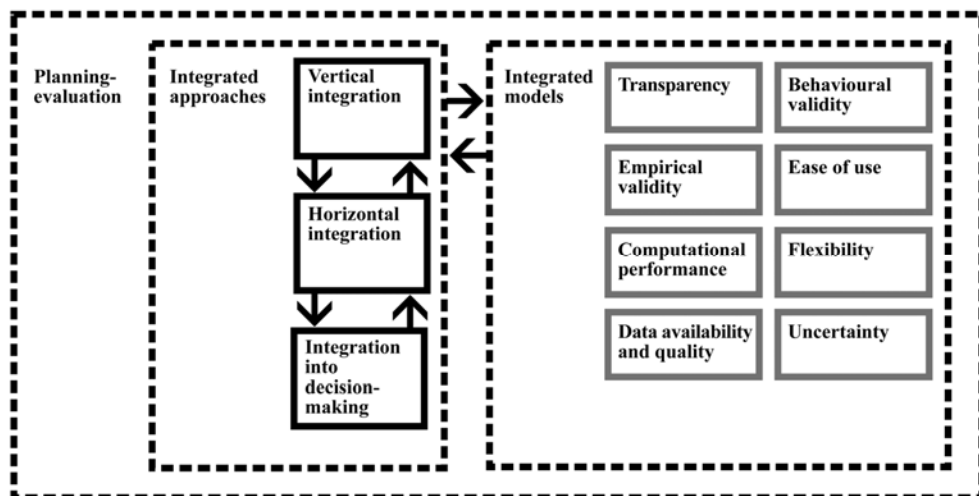 Planning-
evaluation
Integrated
approaches
Vertical
integration
Horizontal
integration
Integration
into
decision-
making
Integrated
models
Transparency
Behavioural
validity
Empirical
validity
Ease of use
Computational
performance
Flexibility
Data availability
and quality
Uncertainty